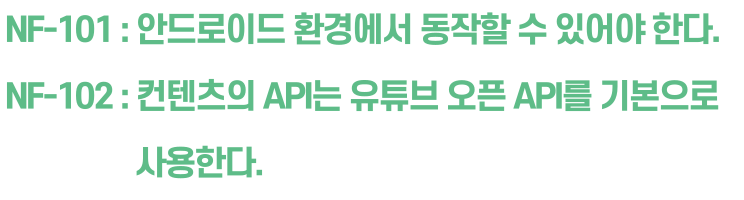 NF-101 : 안드로이드 환경에서 동작할 수 있어야 한다.
NF-102 : 컨텐츠의 API는 유튜브 오픈 API를 기본으로
사용한다.